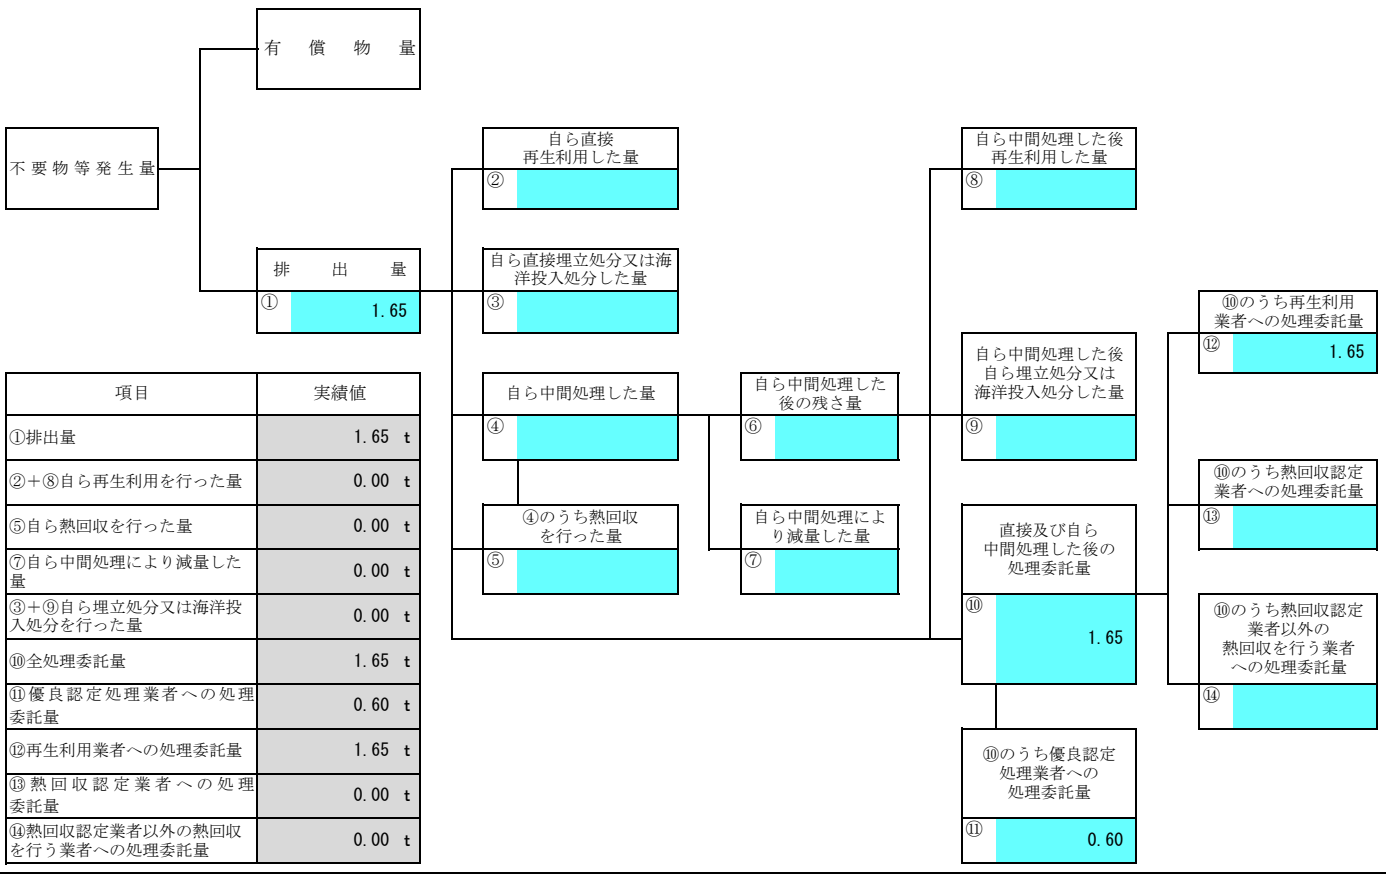 有償物量
不要物等発生量
排出量
① 1.65
自ら直接
再生利用した量
②
自ら直接埋立処分又は海
洋投入処分した量
③
自ら中間処理した量
④
④のうち熱回収
を行った量
⑤
自ら中間処理した
後の残さ量
⑥
自ら中間処理によ
り減量した量
⑦
自ら中間処理した後
再生利用した量
⑧
自ら中間処理した後
自ら埋立処分又は
海洋投入処分した量
⑨
直接及び自ら
中間処理した後の
処理委託量
⑩ 1.65
⑩のうち優良認定
処理業者への
処理委託量
⑪ 0.60
⑩のうち再生利用
業者への処理委託量
⑫ 1.65
⑩のうち熱回収認定
業者への処理委託量
⑬
⑩のうち熱回収認定
業者以外の
熱回収を行う業者
への処理委託量
⑭
項目 実績値
①排出量 1.65 t
②+⑧自ら再生利用を行った量 0.00 t
⑤自ら熱回収を行った量 0.00 t
⑦自ら中間処理により減量した
量 0.00 t
③+⑨自ら埋立処分又は海洋投
入処分を行った量 0.00 t
⑩全処理委託量 1.65 t
⑪優良認定処理業者への処理
委託量 0.60 t
⑫再生利用業者への処理委託量 1.65 t
⑬熱回収認定業者への処理
委託量 0.00 t
⑭熱回収認定業者以外の熱回収
を行う業者への処理委託量 0.00 t